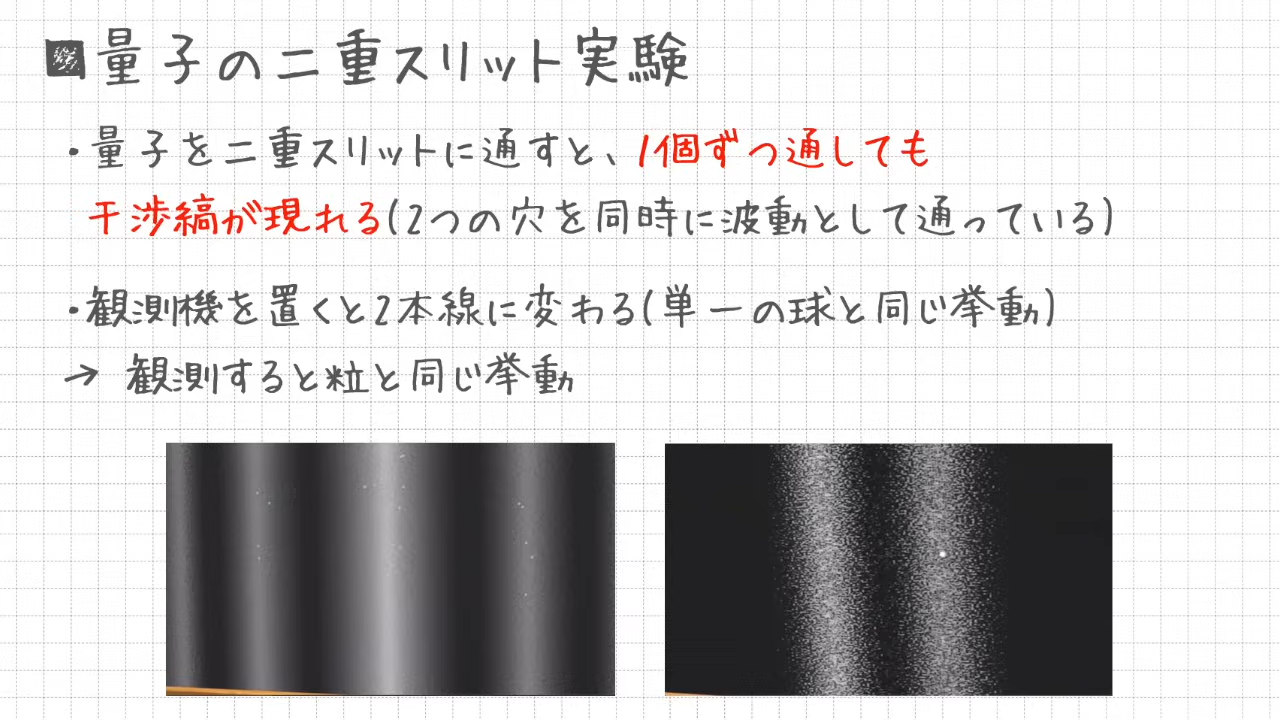 ■量子の二重スリット実験
・量子を二重スリットに通すと、1個ずつ通しても
干渉縞が現れる(2つの穴を同時に波動として通っている)
・観測機を置くと2本線に変わる(単一の球と同じ挙動)
→ 観測すると粒と同じ挙動